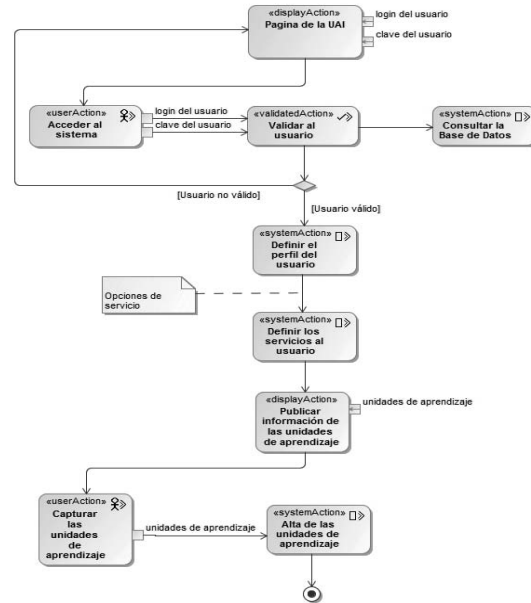 «displayAction»
Pagina de la UAI
login del usuario
clave del usuario
«userAction»
Acceder al
sistema
login del usuario
clave del usuario
«validatedAction»
Validar al
usuario
«systemAction»
Consultar la
Base de Datos
[Usuario no válido]
[Usuario válido]
«systemAction»
Definir el
perfil del
usuario
Opciones de
servicio
«systemAction»
Definir los
servicios al
usuario
«displayAction»
Publicar
información de
las unidades
de aprendizaje
unidades de aprendizaje
«userAction»
Capturar
las
unidades
de
aprendizaje
unidades de aprendizaje
«systemAction»
Alta de las
unidades de
aprendizaje